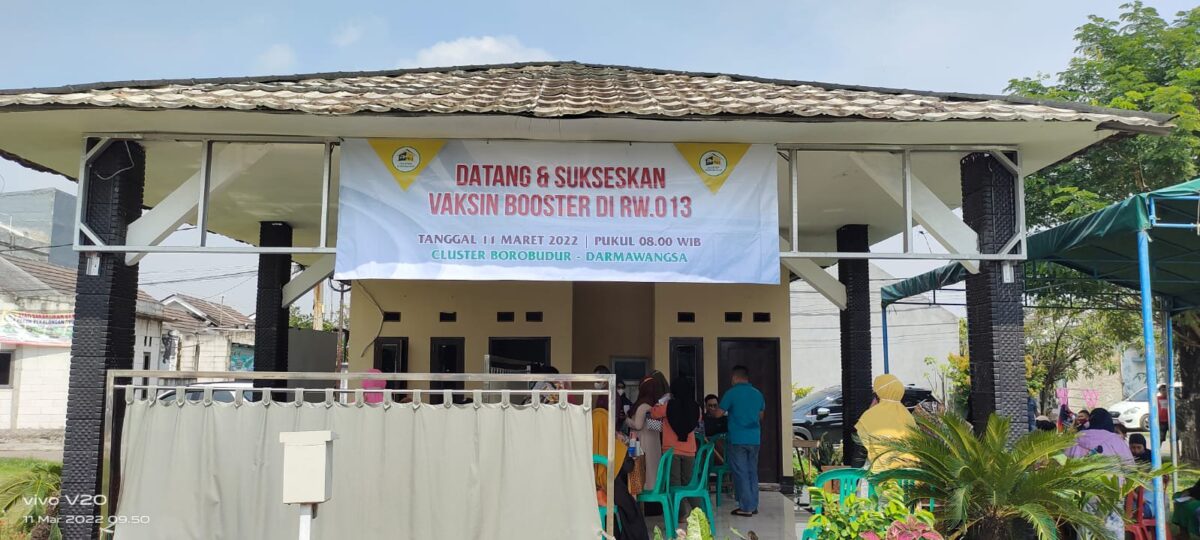 DATANG & SUKSESKAN
VAKSIN BOOSTER DI RW.013
TANGGAL 11 MARET 2022 | PUKUL 08.00 WIB
CLUSTER BOROBUDUR - DARMAWANGSA
vivo V20
11 Mar 2022 09.50